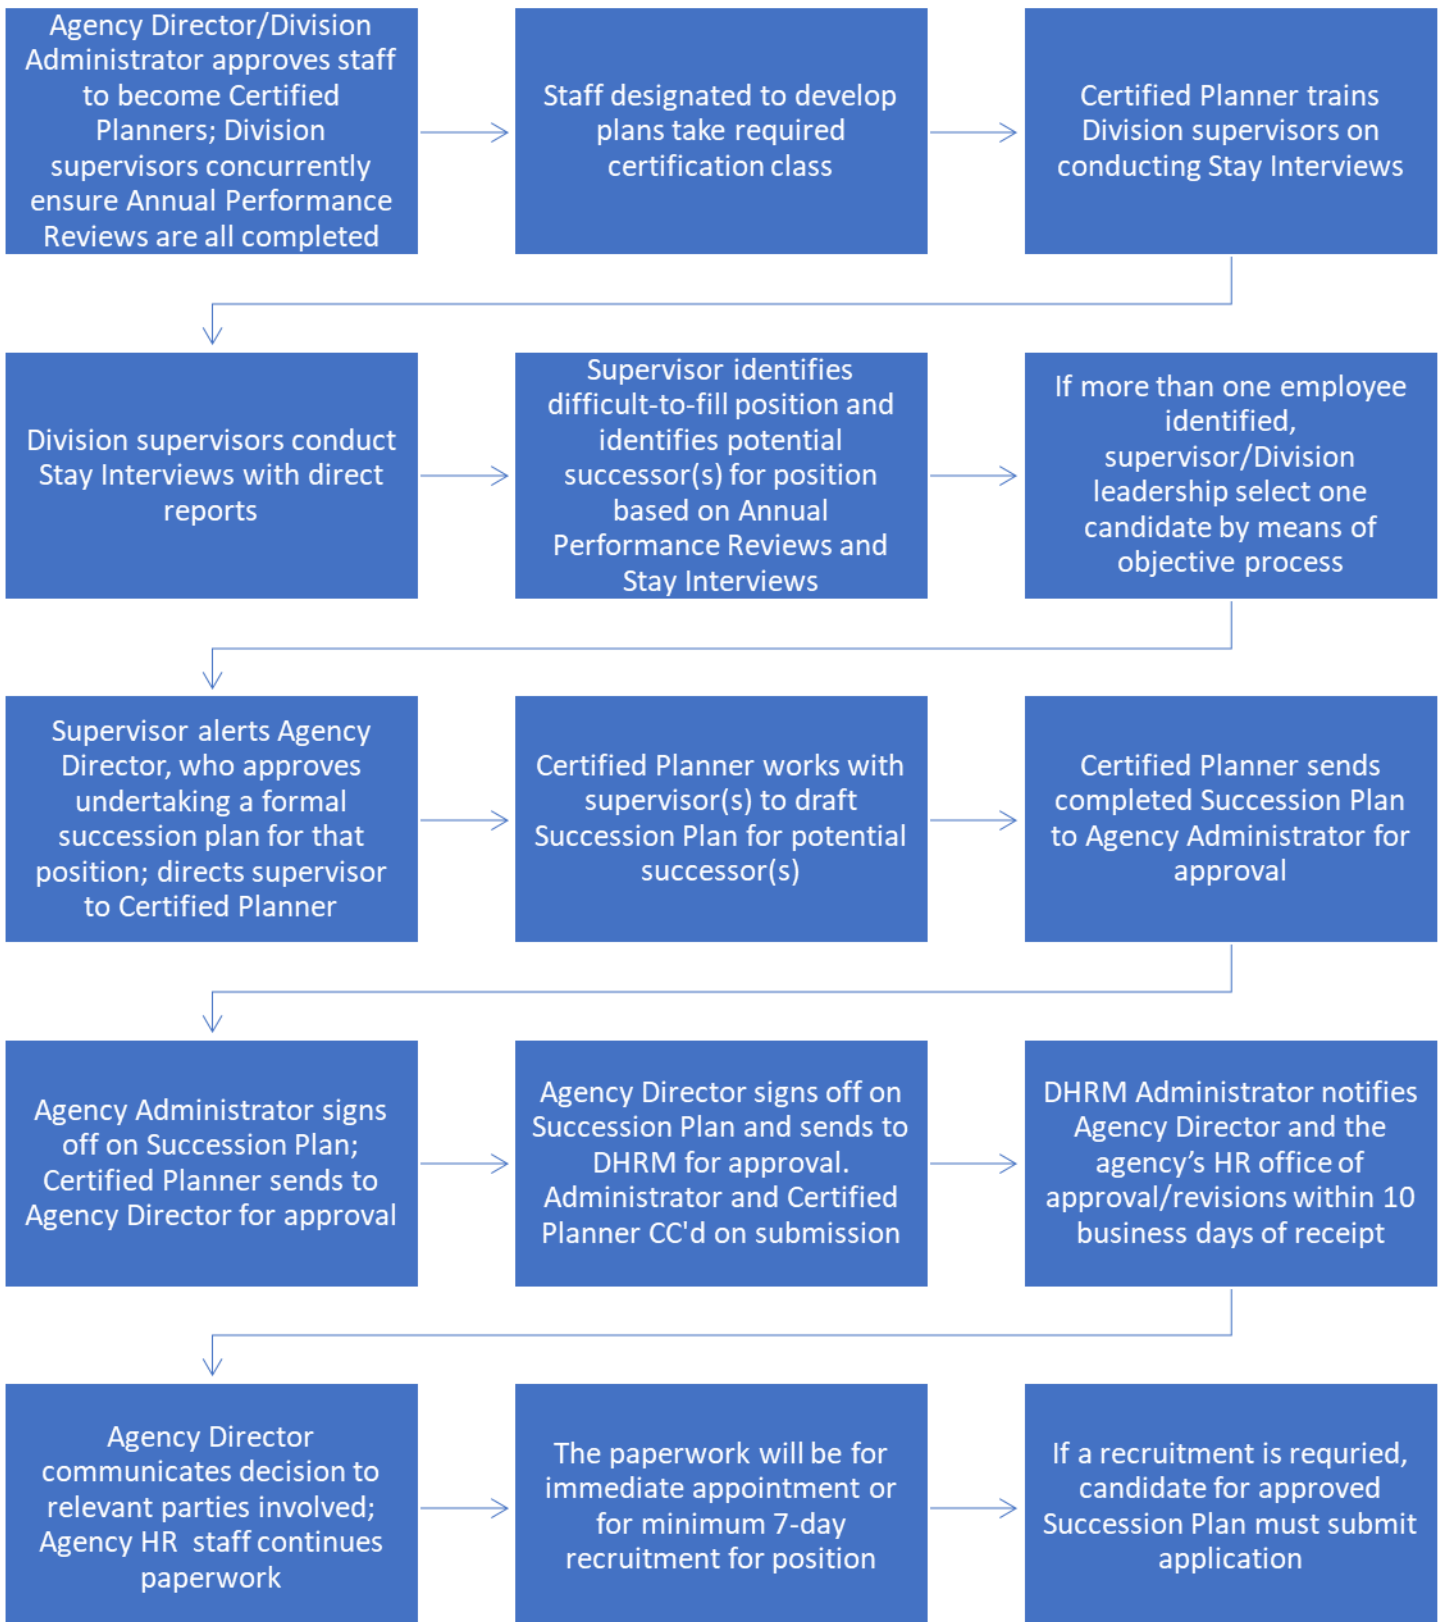 Agency Director/Division
Administrator approves staff
to become Certified
Planners; Division
supervisors concurrently
ensure Annual Performance
Reviews are all completed
Staff designated to develop
plans take required
certification class
Certified Planner trains
Division supervisors on
conducting Stay Interviews
Division supervisors conduct
Stay Interviews with direct
reports
Supervisor identifies
difficult-to-fill position and
identifies potential
successor(s) for position
based on Annual
Performance Reviews and
Stay Interviews
If more than one employee
identified,
supervisor/Division
leadership select one
candidate by means of
objective process
Supervisor alerts Agency
Director, who approves
undertaking a formal
succession plan for that
position; directs supervisor
to Certified Planner
Certified Planner works with
supervisor(s) to draft
Succession Plan for potential
successor(s)
Certified Planner sends
completed Succession Plan
to Agency Administrator for
approval
Agency Administrator signs
off on Succession Plan;
Certified Planner sends to
Agency Director for approval
Agency Director signs off on
Succession Plan and sends to
DHRM for approval.
Administrator and Certified
Planner CC'd on submission
DHRM Administrator notifies
Agency Director and the
agency’s HR office of
approval/revisions within 10
business days of receipt
Agency Director
communicates decision to
relevant parties involved;
Agency HR staff continues
paperwork
The paperwork will be for
immediate appointment or
for minimum 7-day
recruitment for position
If a recruitment is requried,
candidate for approved
Succession Plan must submit
application